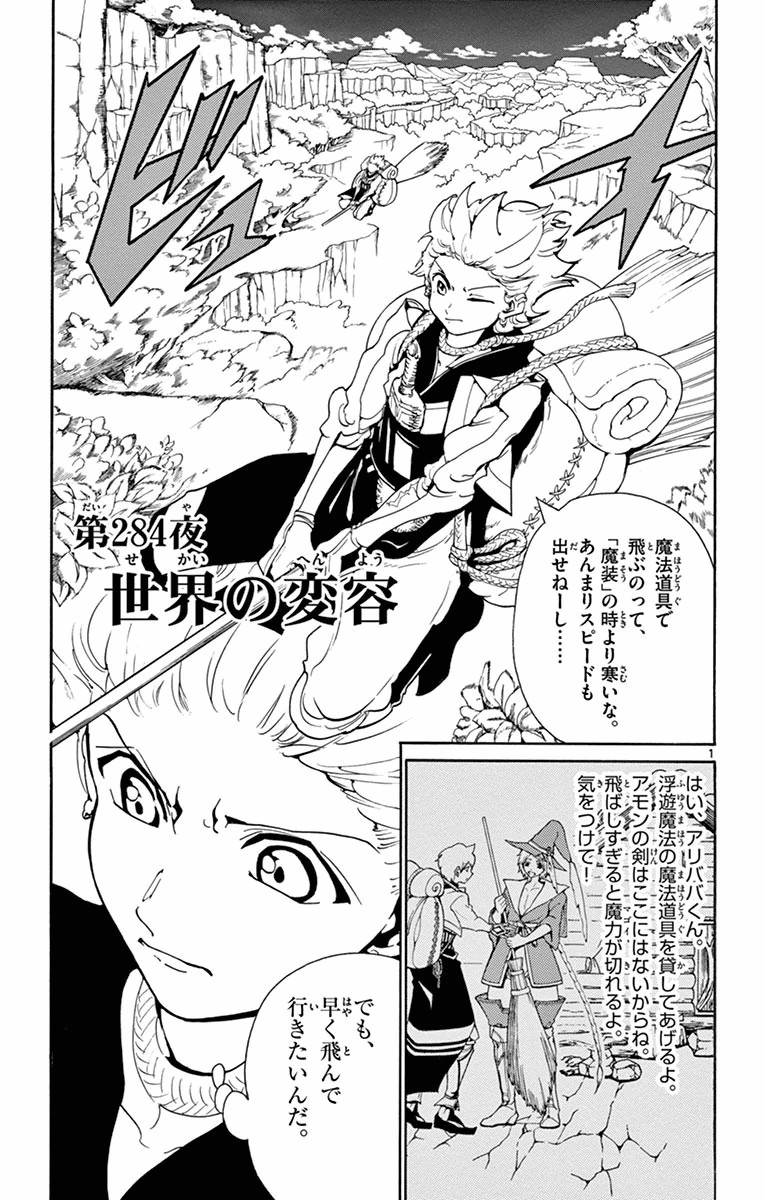 ビュ
オ
第284夜
世界の変容
魔法道具で
飛ぶのって、
「魔装」の時より寒いな。
あんまりスピードも
出せねーし……
1
はい、アリババくん。
浮遊魔法の魔法道具を貸してあげるよ。
アモンの剣はここにはないからね。
飛ばしすぎると魔力が切れるよ。
気をつけて！
でも、
早く飛んで
行きたいんだ。